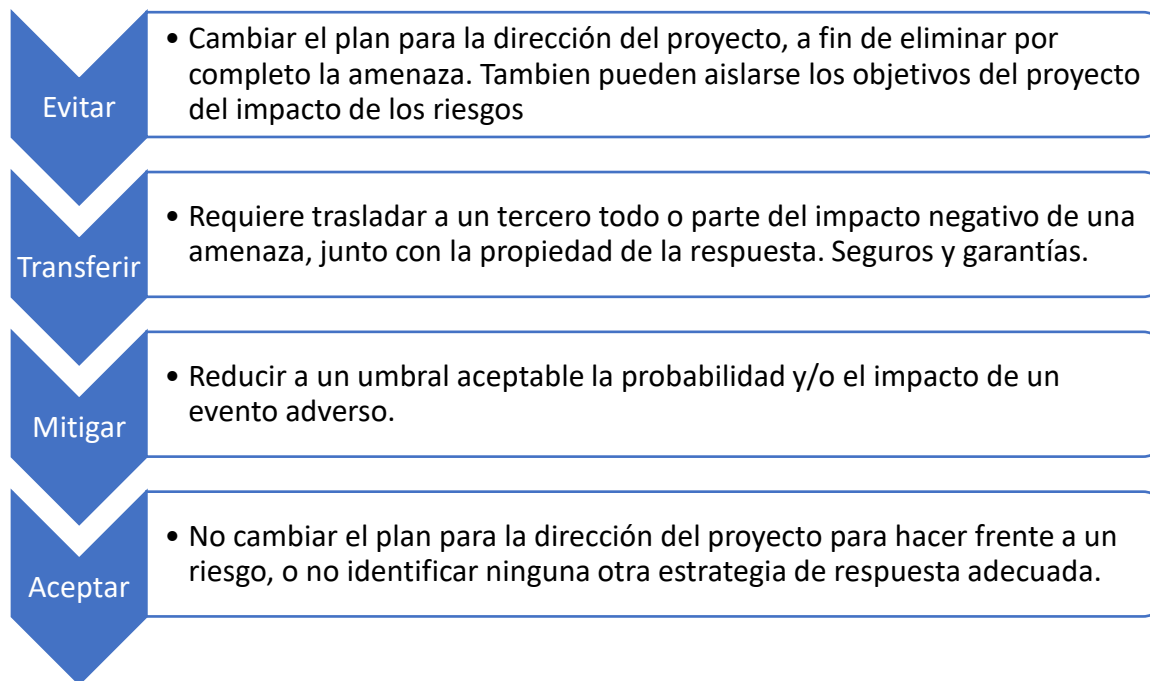 Evitar
• Cambiar el plan para la dirección del proyecto, a fin de eliminar por
completo la amenaza. Tambien pueden aislarse los objetivos del proyecto
del impacto de los riesgos
Transferir
• Requiere trasladar a un tercero todo o parte del impacto negativo de una
amenaza, junto con la propiedad de la respuesta. Seguros y garantías.
Mitigar
• Reducir a un umbral aceptable la probabilidad y/o el impacto de un
evento adverso.
Aceptar
• No cambiar el plan para la dirección del proyecto para hacer frente a un
riesgo, o no identificar ninguna otra estrategia de respuesta adecuada.